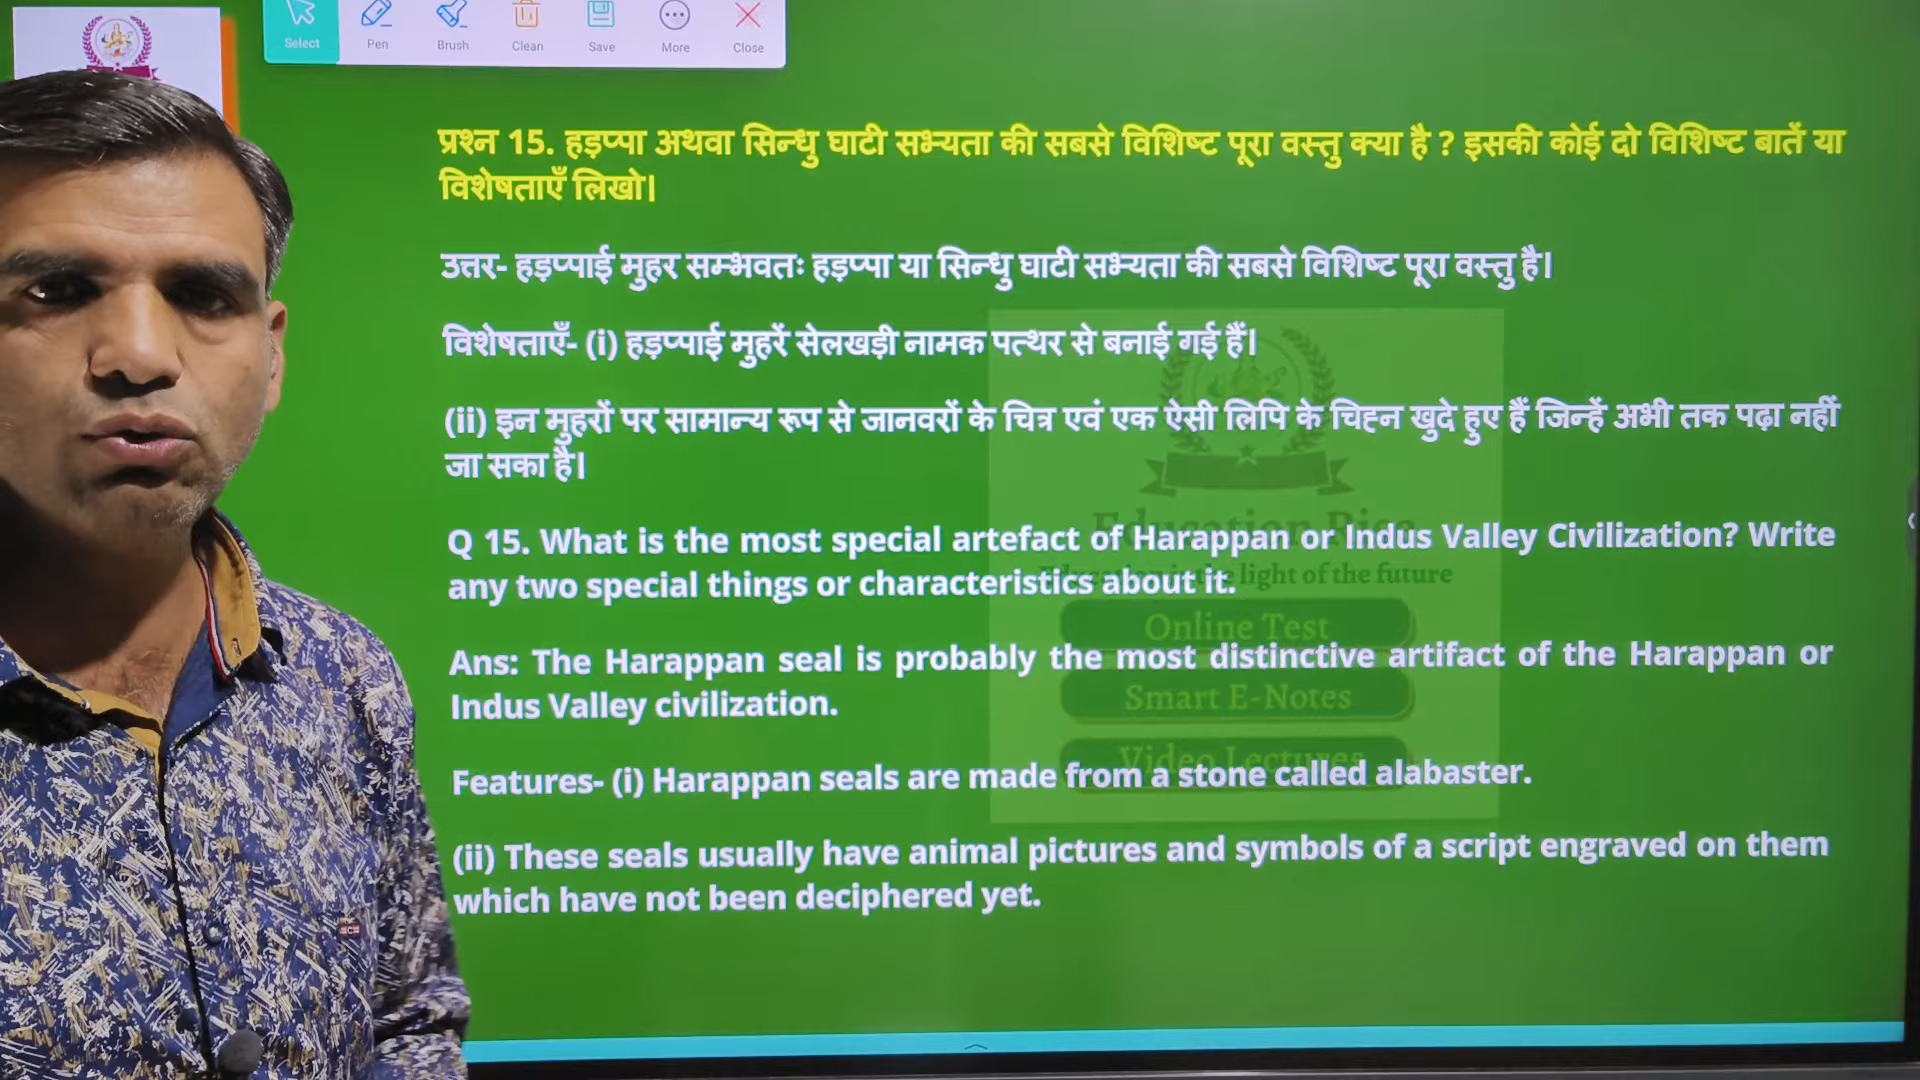 Select
Pen
Brush
Clean
Save
More
Close
प्रश्न 15. हड़प्पा अथवा सिन्धु घाटी सभ्यता की सबसे विशिष्ट पूरा वस्तु क्या है ? इसकी कोई दो विशिष्ट बातें या
विशेषताएँ लिखो।
उत्तर- हड़प्पाई मुहर सम्भवतः हड़प्पा या सिन्धु घाटी सभ्यता की सबसे विशिष्ट पूरा वस्तु है।
विशेषताएँ- (i) हड़प्पाई मुहरें सेलखड़ी नामक पत्थर से बनाई गई हैं।
(ii) इन मुहरों पर सामान्य रूप से जानवरों के चित्र एवं एक ऐसी लिपि के चिह्न खुदे हुए हैं जिन्हें अभी तक पढ़ा नहीं
जा सका है।
Q 15. What is the most special artefact of Harappan or Indus Valley Civilization? Write
any two special things or characteristics about it.
Ans: The Harappan seal is probably the most distinctive artifact of the Harappan or
Indus Valley civilization.
Features- (i) Harappan seals are made from a stone called alabaster.
(ii) These seals usually have animal pictures and symbols of a script engraved on them
which have not been deciphered yet.
Education
light of the future
Online Test
Smart E-Notes
Video Lectures